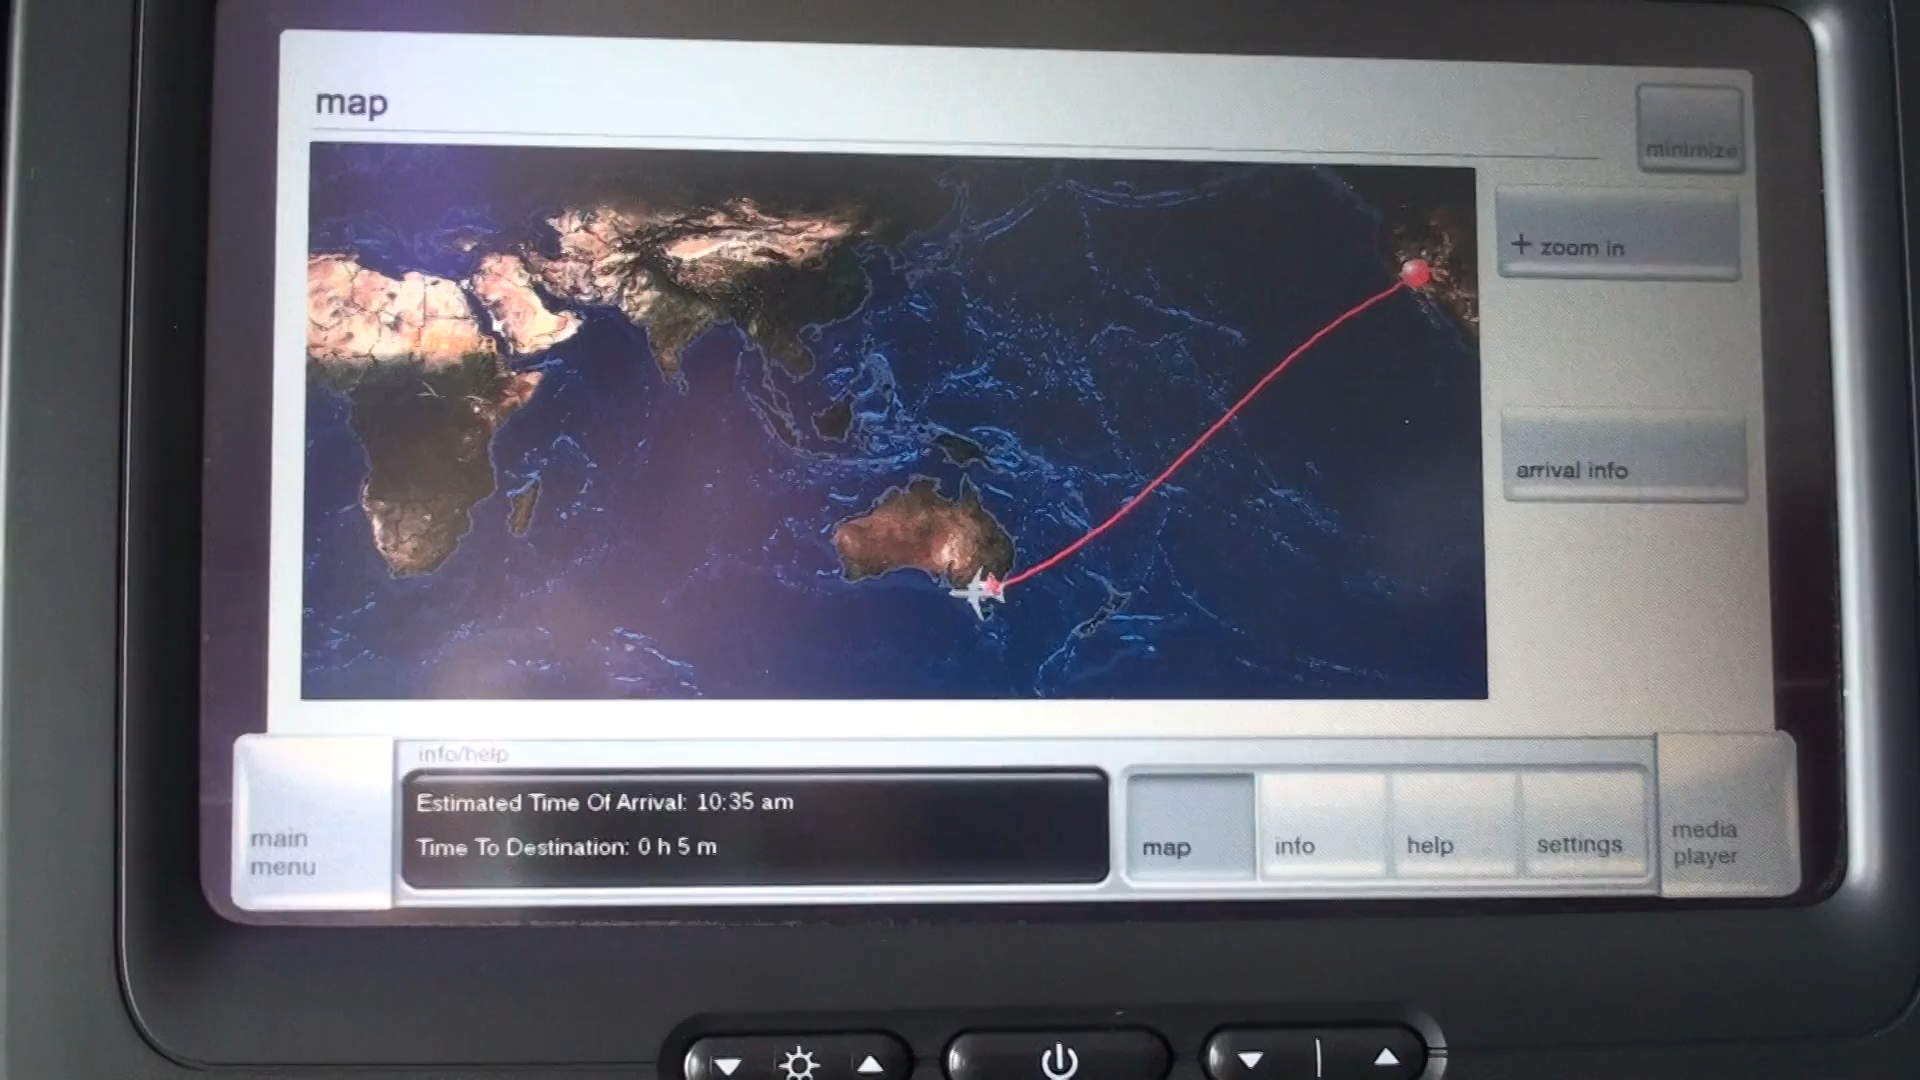 map
minimize
+ zoom in
arrival info
info/help
Estimated Time Of Arrival: 10:35 am
Time To Destination: 0 h 5 m
main
menu
map
info
help
settings
media
player